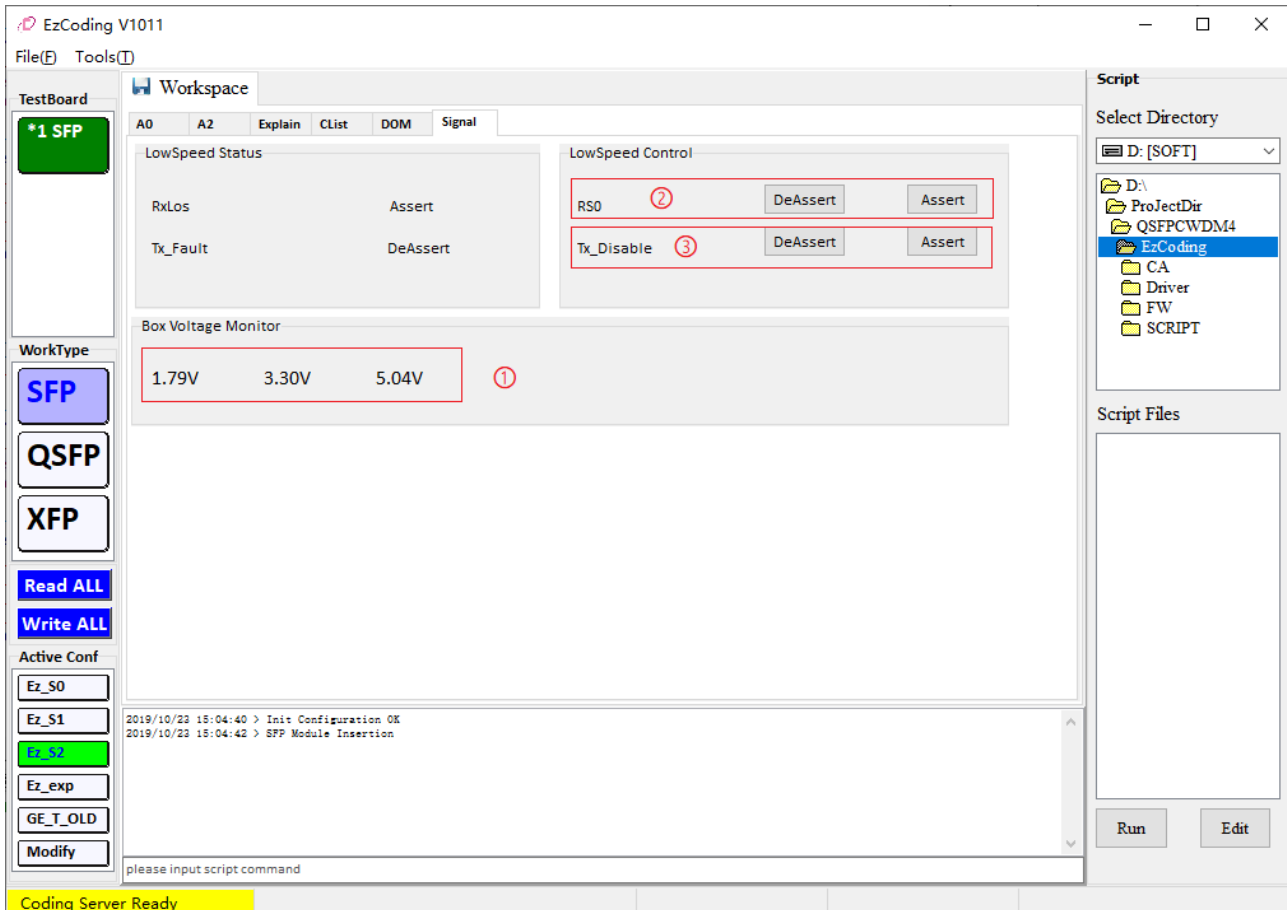 EzCoding V1011
File(F) Tools(T)
TestBoard
*1 SFP
WorkType
SFP
QSFP
XFP
Read ALL
Write ALL
Active Conf
Ez_S0
Ez_S1
Ez_S2
Ez_exp
GE_T_OLD
Modify
Workspace
A0 A2 Explain CList DOM Signal
LowSpeed Status
RxLos Assert
Tx_Fault DeAssert
LowSpeed Control
RS0 ② DeAssert Assert
Tx_Disable ③ DeAssert Assert
Box Voltage Monitor
1.79V 3.30V 5.04V ①
2019/10/23 15:04:40 > Init Configuration OK
2019/10/23 15:04:42 > SFP Module Insertion
please input script command
Script
Select Directory
D: [SOFT]
D:\
ProJectDir
QSFPCWDM4
EzCoding
CA
Driver
FW
SCRIPT
Script Files
Run Edit
Coding Server Ready